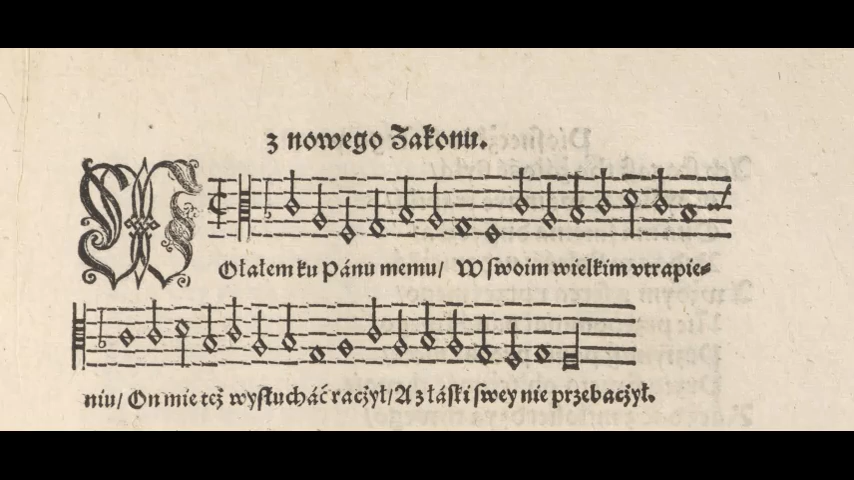 z nowego Zakonu.
WOłałem ku Pánu memu/ W swoim wielkim vtrapie=
niu/ On mie też wysłucháć raczył/ A z łáski swey nie przebaczył.